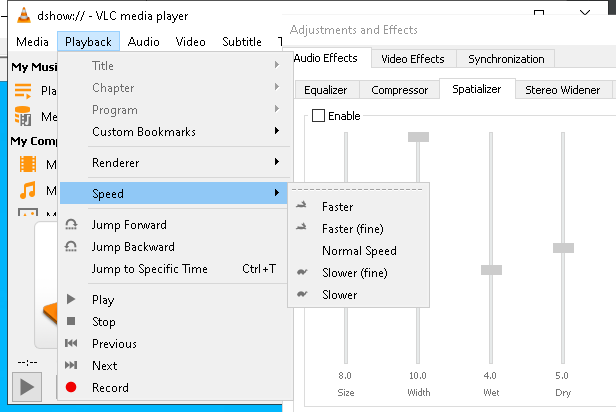 dshow:// - VLC media player
Adjustments and Effects
Media Playback Audio Video Subtitle
Audio Effects Video Effects Synchronization
Equalizer Compressor Spatializer Stereo Widener
Enable
My Musi
Pla
Me
My Comp
M
M
M
Title
Chapter
Program
Custom Bookmarks
Renderer
Speed
Jump Forward
Jump Backward
Jump to Specific Time Ctrl+T
Play
Stop
Previous
Next
Record
Faster
Faster (fine)
Normal Speed
Slower (fine)
Slower
8.0 10.0 4.0 5.0
Size Width Wet Dry
--:--